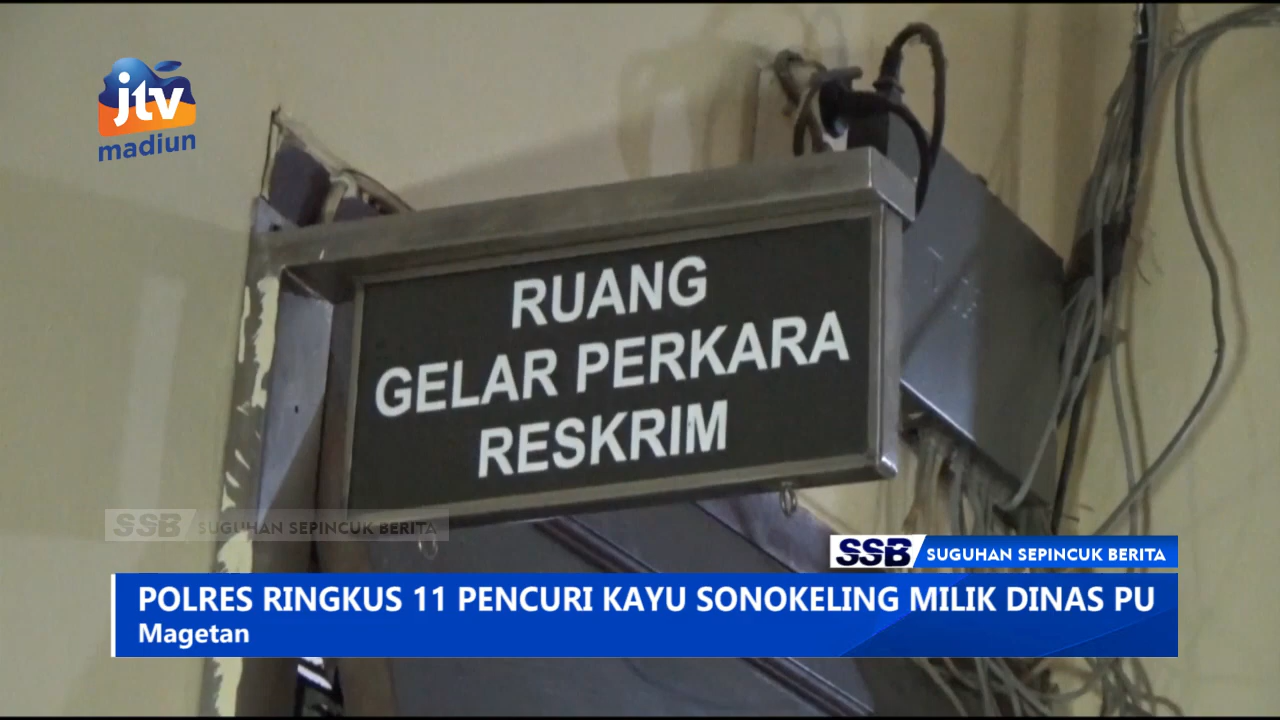 jtv
madiun
RUANG
GELAR PERKARA
RESKRIM
SSB SUGUHAN SEPINCUK BERITA
SSB SUGUHAN SEPINCUK BERITA
POLRES RINGKUS 11 PENCURI KAYU SONOKELING MILIK DINAS PU
Magetan